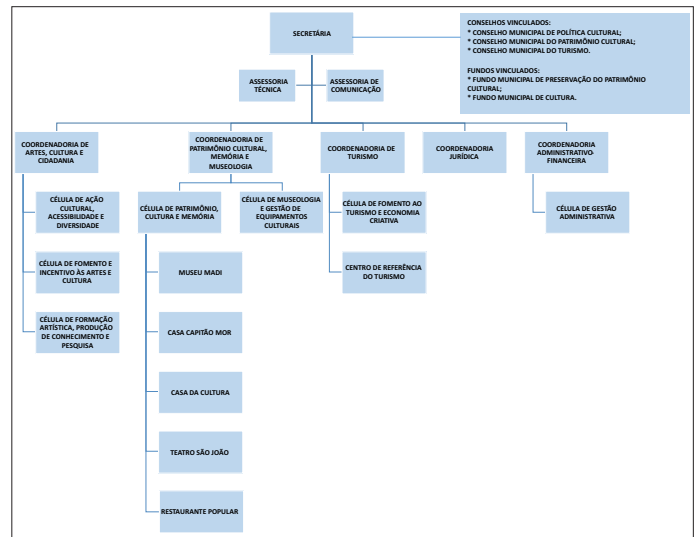 SECRETÁRIA
CONSELHOS VINCULADOS:
* CONSELHO MUNICIPAL DE POLÍTICA CULTURAL;
* CONSELHO MUNICIPAL DO PATRIMÔNIO CULTURAL;
* CONSELHO MUNICIPAL DO TURISMO.
FUNDOS VINCULADOS:
* FUNDO MUNICIPAL DE PRESERVAÇÃO DO PATRIMÔNIO
CULTURAL;
* FUNDO MUNICIPAL DE CULTURA.
ASSESSORIA
TÉCNICA
ASSESSORIA DE
COMUNICAÇÃO
COORDENADORIA DE
ARTES, CULTURA E
CIDADANIA
COORDENADORIA DE
PATRIMÔNIO CULTURAL,
MEMÓRIA E
MUSEOLOGIA
COORDENADORIA DE
TURISMO
COORDENADORIA
JURÍDICA
COORDENADORIA
ADMINISTRATIVO-
FINANCEIRA
CÉLULA DE AÇÃO
CULTURAL,
ACESSIBILIDADE E
DIVERSIDADE
CÉLULA DE PATRIMÔNIO,
CULTURA E MEMÓRIA
CÉLULA DE MUSEOLOGIA
E GESTÃO DE
EQUIPAMENTOS
CULTURAIS
CÉLULA DE FOMENTO AO
TURISMO E ECONOMIA
CRIATIVA
CÉLULA DE GESTÃO
ADMINISTRATIVA
CÉLULA DE FOMENTO E
INCENTIVO ÀS ARTES E
CULTURA
MUSEU MADI
CENTRO DE REFERÊNCIA
DO TURISMO
CÉLULA DE FORMAÇÃO
ARTÍSTICA, PRODUÇÃO
DE CONHECIMENTO E
PESQUISA
CASA CAPITÃO MOR
CASA DA CULTURA
TEATRO SÃO JOÃO
RESTAURANTE POPULAR